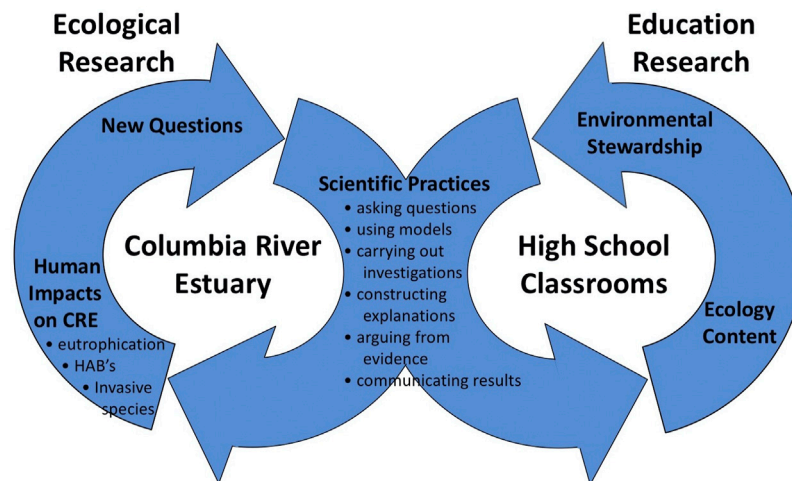 Ecological
Research
New Questions
Columbia River
Estuary
Human
Impacts
on CRE
• eutrophication
• HAB's
• Invasive
species
Scientific Practices
• asking questions
• using models
• carrying out
investigations
• constructing
explanations
• arguing from
evidence
• communicating results
Education
Research
Environmental
Stewardship
High School
Classrooms
Ecology
Content